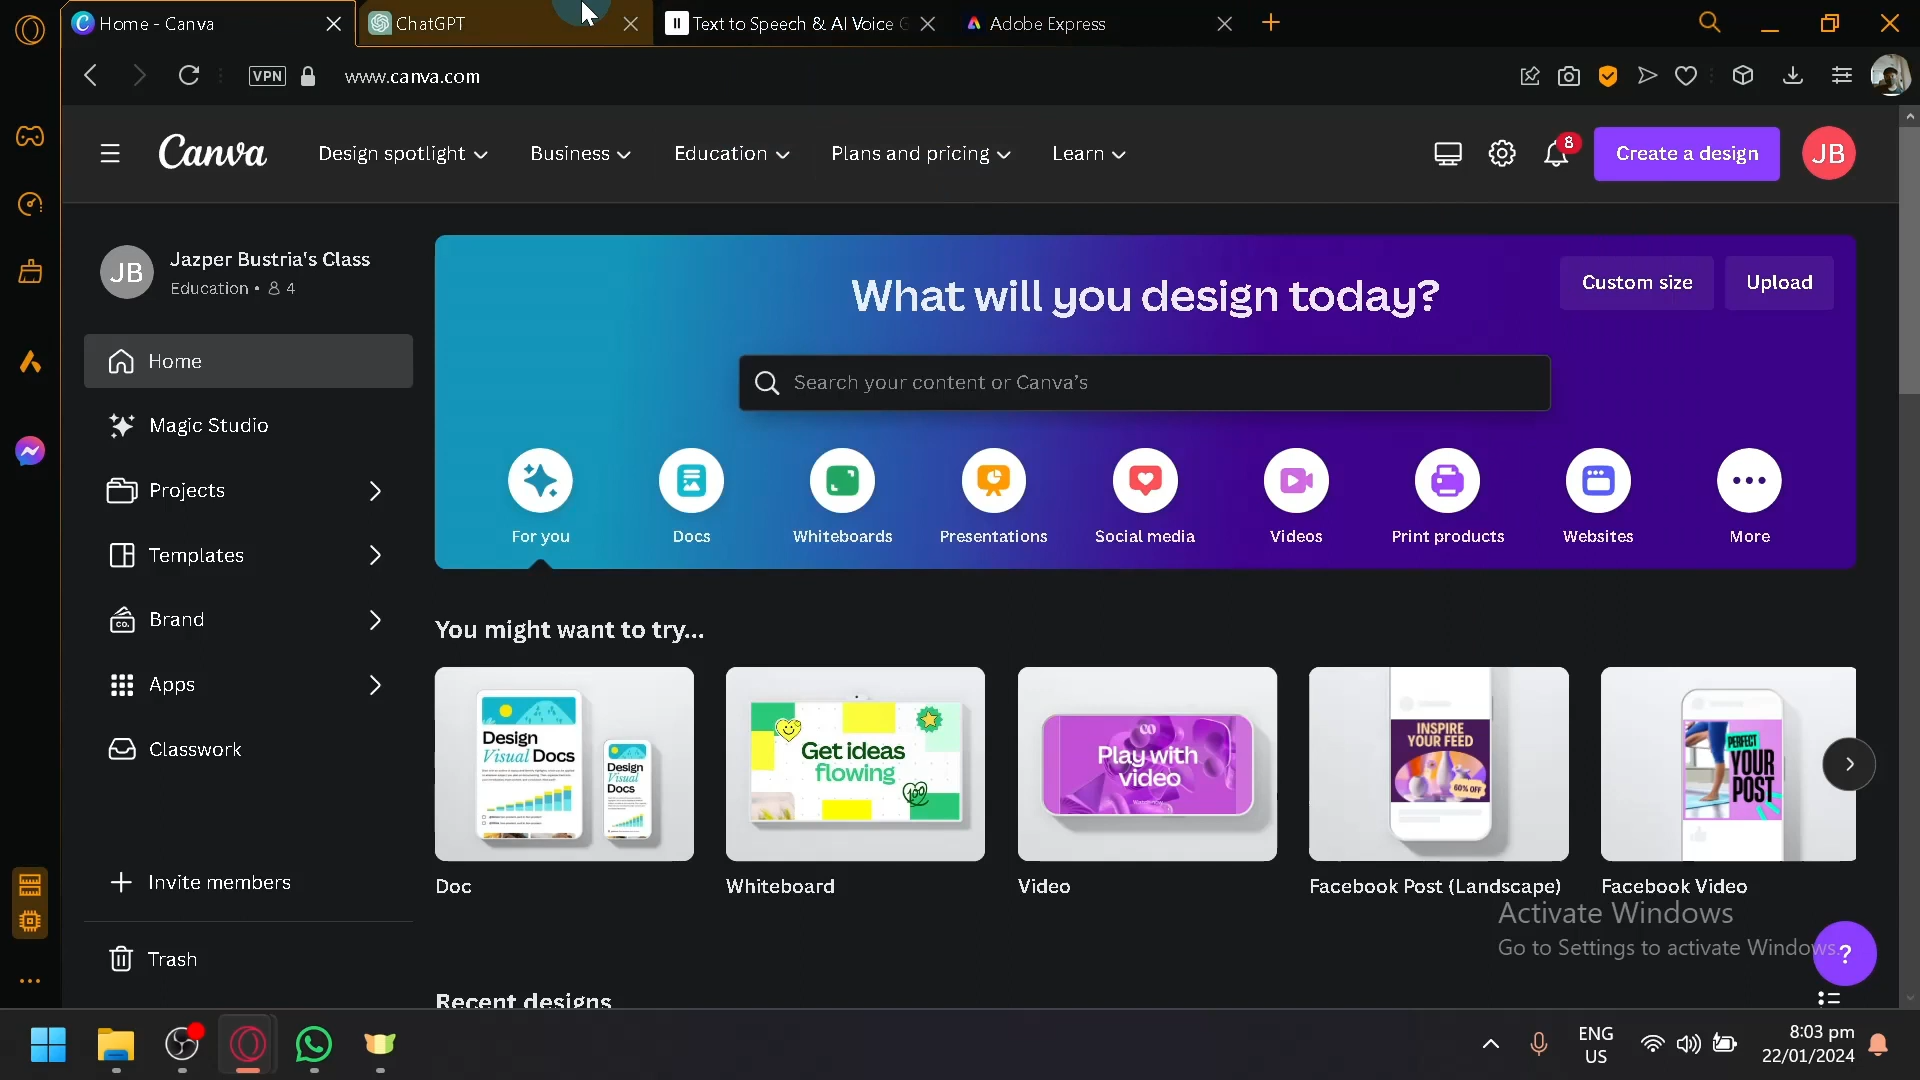 Home - Canva
ChatGPT
Text to Speech & AI Voice G
Adobe Express
VPN
www.canva.com
Canva
Design spotlight
Business
Education
Plans and pricing
Learn
8
Create a design
JB
JB
Jazper Bustria's Class
Education • 4
Home
Magic Studio
Projects
Templates
Brand
Apps
Classwork
Invite members
Trash
What will you design today?
Custom size
Upload
Search your content or Canva's
For you
Docs
Whiteboards
Presentations
Social media
Videos
Print products
Websites
More
You might want to try...
Design
Visual Docs
Design
Visual
Docs
Get ideas
flowing
100
Play with
video
INSPIRE
YOUR FEED
60% OFF
PERFECT
YOUR
POST
Doc
Whiteboard
Video
Facebook Post (Landscape)
Facebook Video
Activate Windows
Go to Settings to activate Windows.
?
Recent designs
ENG
US
8:03 pm
22/01/2024